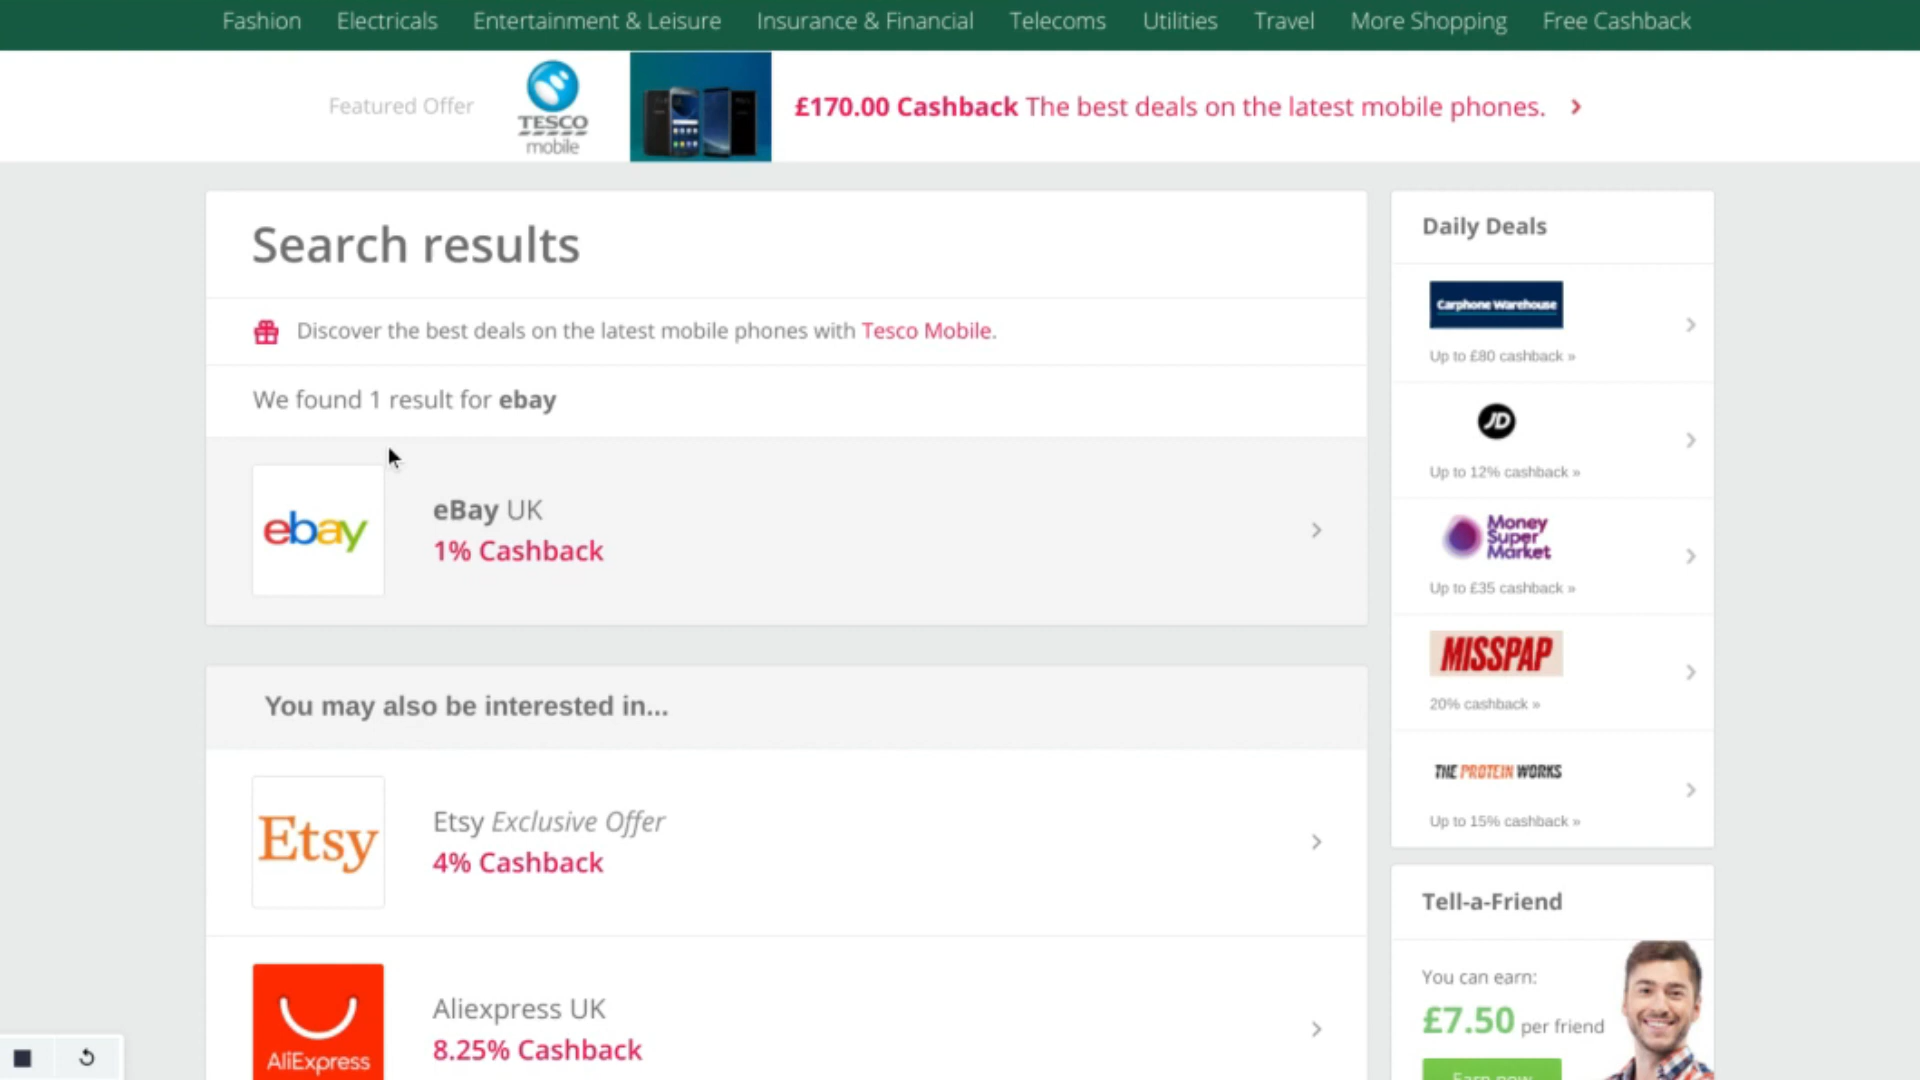 Fashion Electricals Entertainment & Leisure Insurance & Financial Telecoms Utilities Travel More Shopping Free Cashback
Featured Offer
TESCO
mobile
£170.00 Cashback The best deals on the latest mobile phones.
Search results
Discover the best deals on the latest mobile phones with Tesco Mobile.
We found 1 result for ebay
ebay
eBay UK
1% Cashback
You may also be interested in...
Etsy
Etsy Exclusive Offer
4% Cashback
AliExpress
Aliexpress UK
8.25% Cashback
Daily Deals
Carphone Warehouse
Up to £80 cashback »
JD
Up to 12% cashback »
Money
Super
Market
Up to £35 cashback »
MISSPAP
20% cashback »
THE PROTEIN WORKS
Up to 15% cashback »
Tell-a-Friend
You can earn:
£7.50 per friend
Earn now